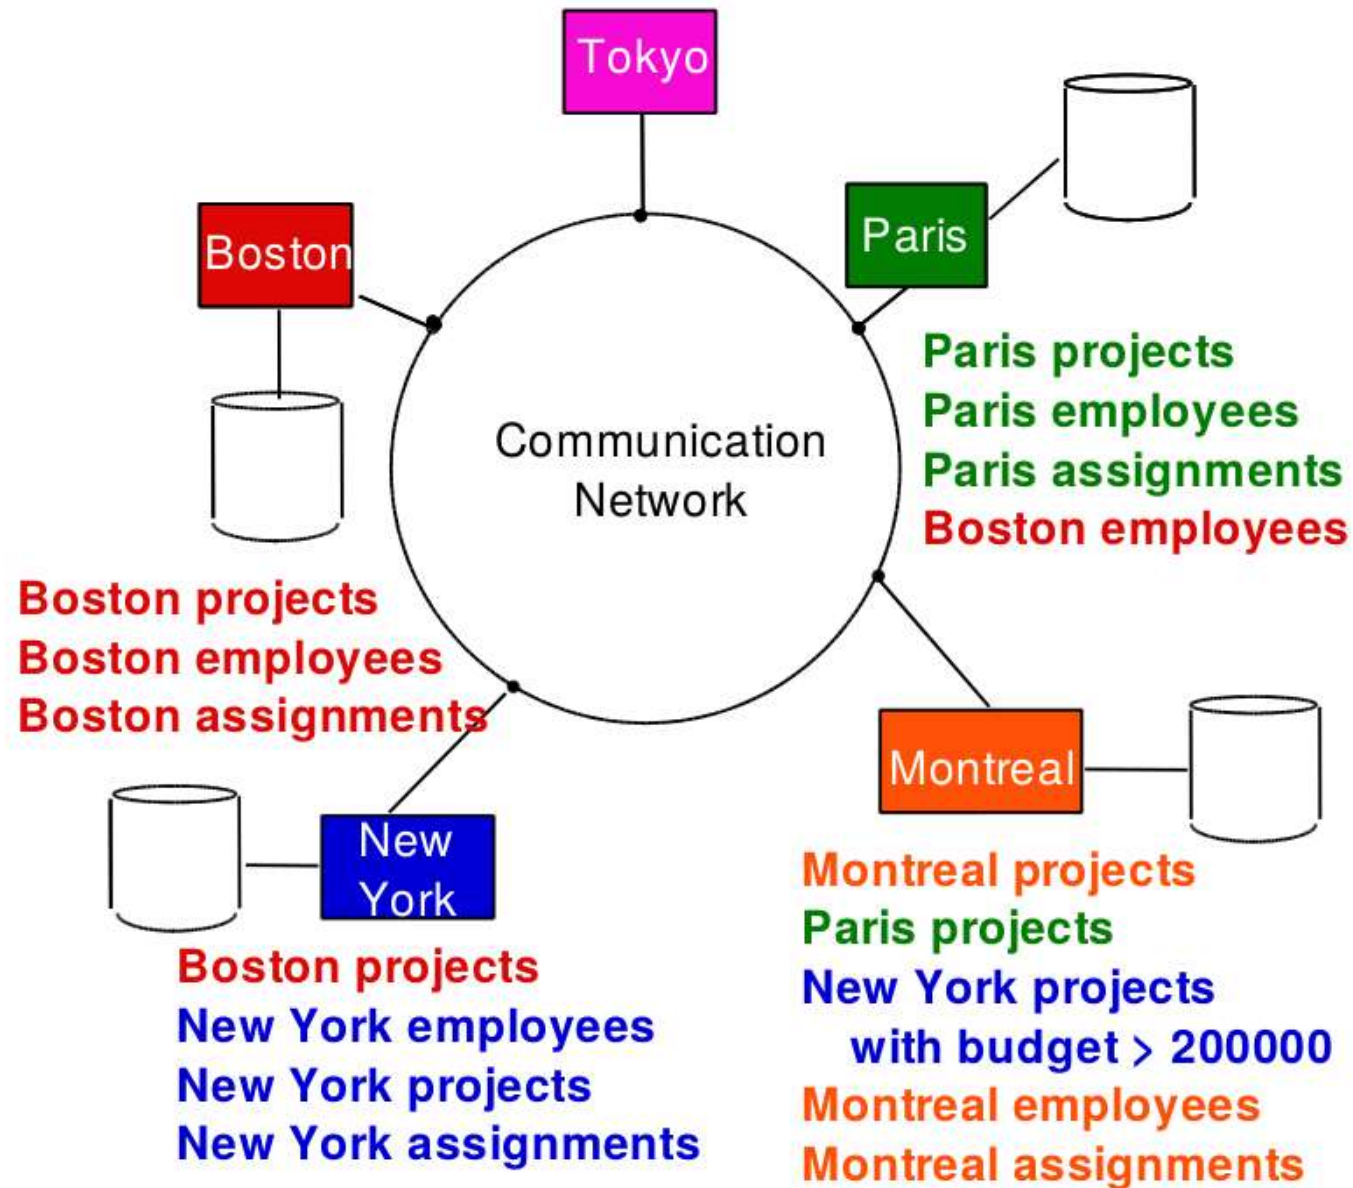 Tokyo
Boston
Paris
Communication
Network
Paris projects
Paris employees
Paris assignments
Boston employees
Boston projects
Boston employees
Boston assignments
New
York
Boston projects
New York employees
New York projects
New York assignments
Montreal
Montreal projects
Paris projects
New York projects
with budget > 200000
Montreal employees
Montreal assignments